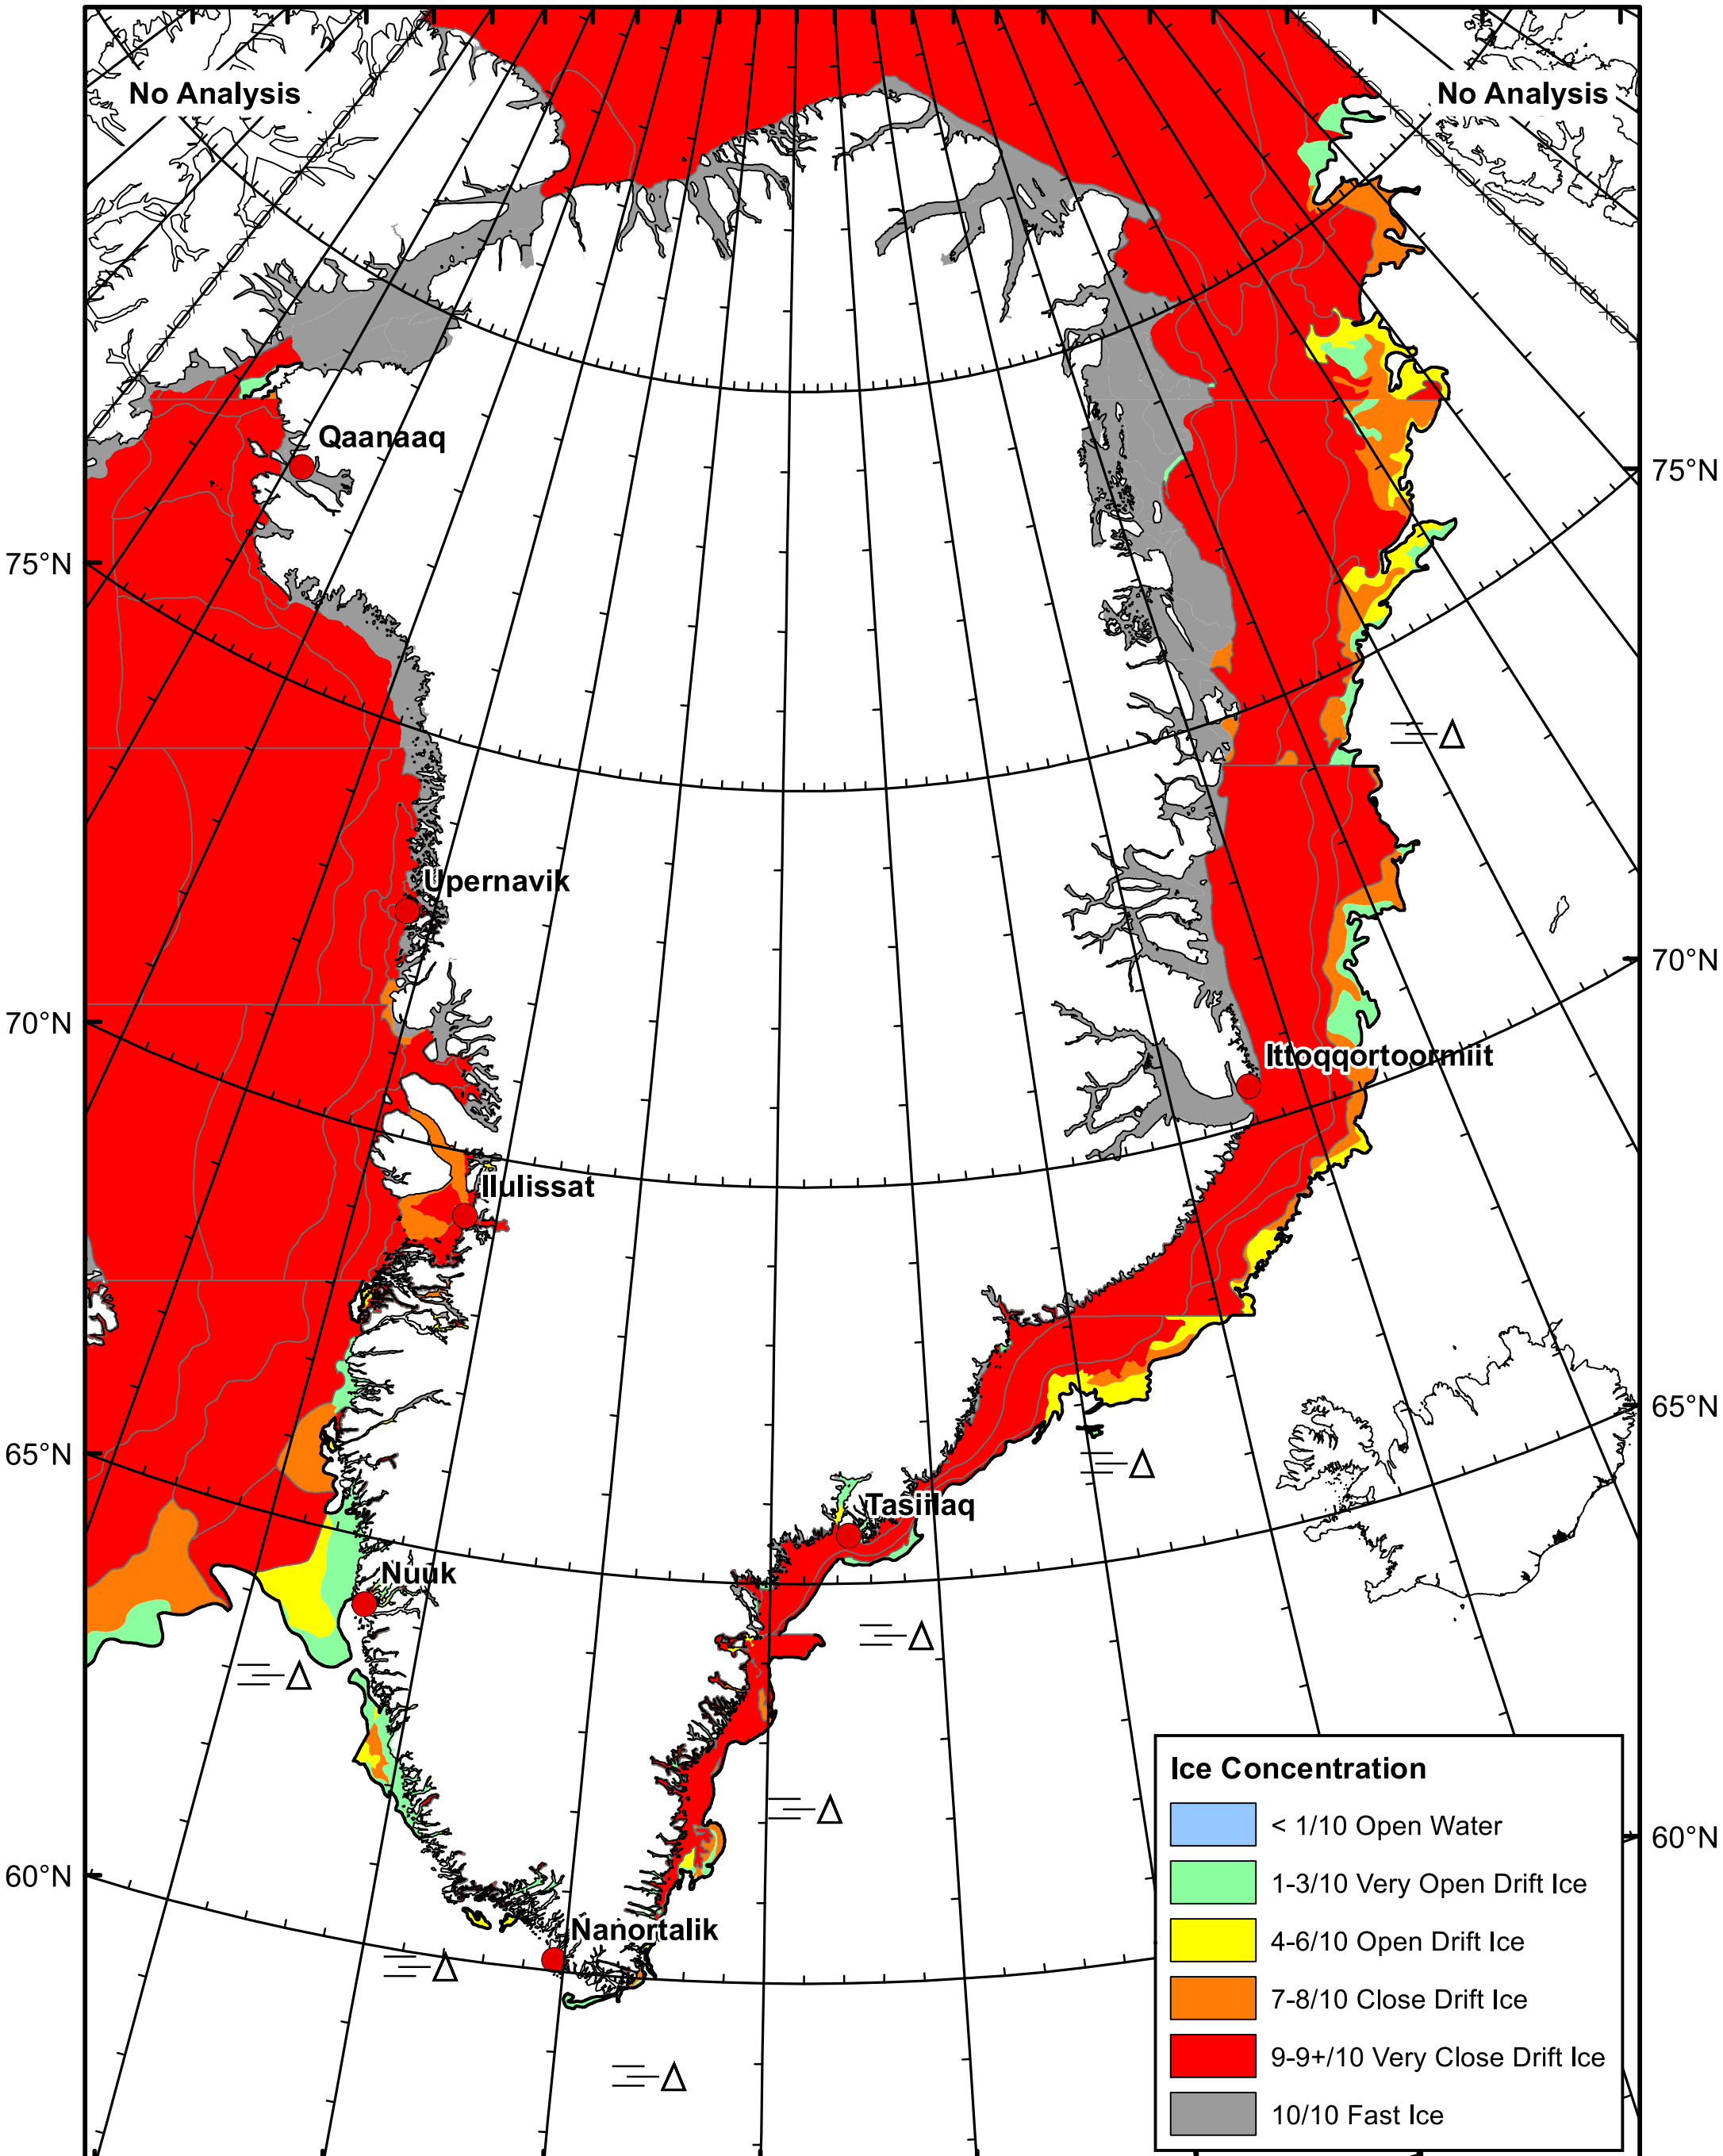 No Analysis
No Analysis
Qaanaaq
75°N
75°N
Upernavik
70°N
70°N
Ittoqqortoormiit
Ilulissat
65°N
65°N
Tasiilaq
Nuuk
60°N
60°N
Nanortalik
Ice Concentration
< 1/10 Open Water
1-3/10 Very Open Drift Ice
4-6/10 Open Drift Ice
7-8/10 Close Drift Ice
9-9+/10 Very Close Drift Ice
10/10 Fast Ice